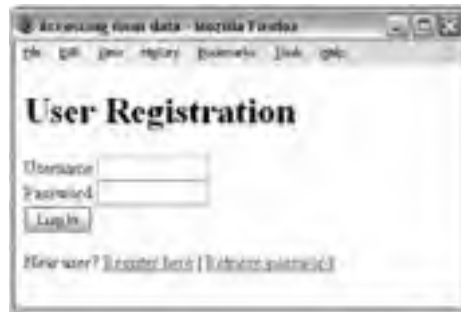 Accessing form data - Mozilla Firefox
File Edit View History Bookmarks Tools Help
User Registration
Username
Password
Log In
New user? Register here | Retrieve password